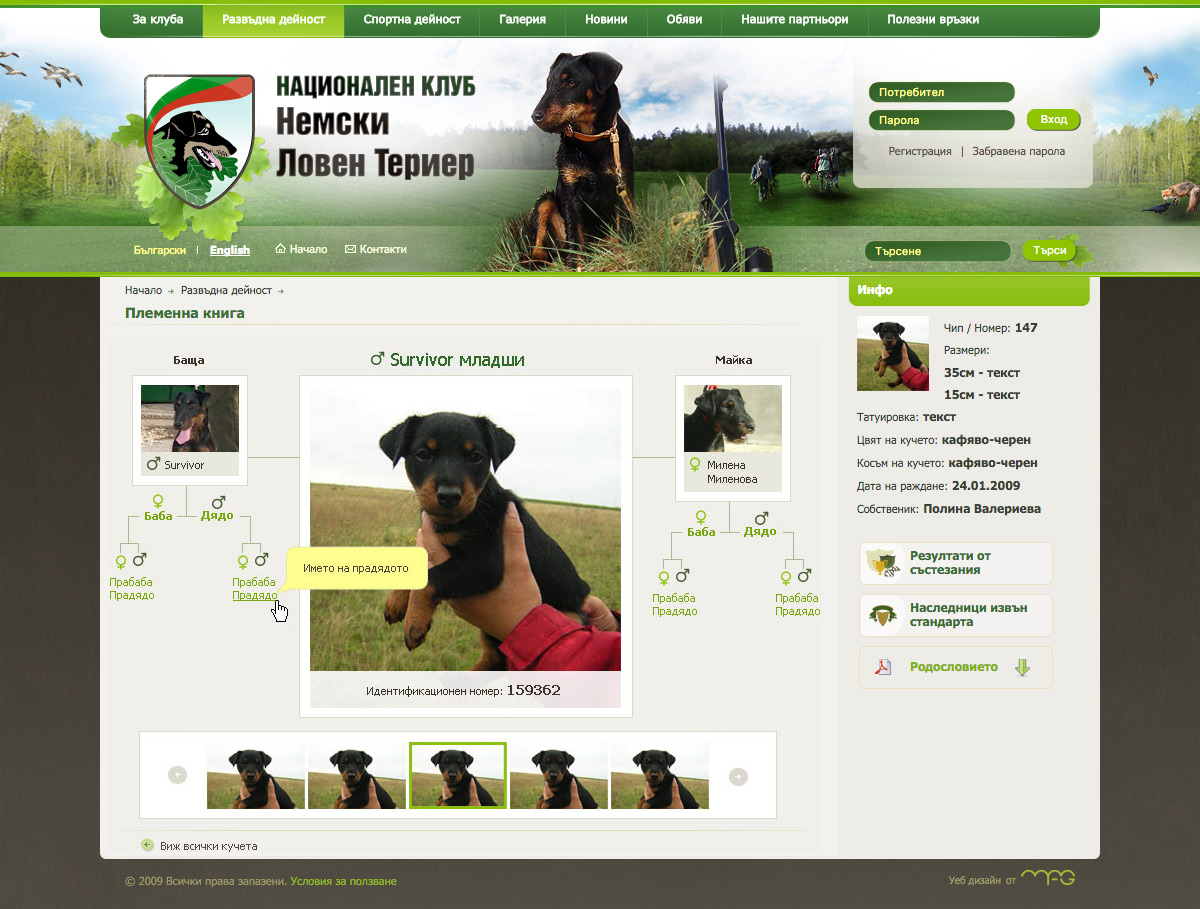 За клуба
Развъдна дейност
Спортна дейност
Галерия
Новини
Обяви
Нашите партньори
Полезни връзки
НАЦИОНАЛЕН КЛУБ
Немски
Ловен Териер
Потребител
Парола
Вход
Регистрация | Забравена парола
Български | English
Начало
Контакти
Търсене
Търси
Начало → Развъдна дейност →
Племенна книга
Баща
Survivor младши
Майка
Survivor
Милена
Миленова
Баба
Дядо
Баба
Дядо
Прабаба
Прадядо
Прабаба
Прадядо
Името на прадядото
Прабаба
Прадядо
Прабаба
Прадядо
Идентификационен номер: 159362
Виж всички кучета
Инфо
Чип / Номер: 147
Размери:
35см - текст
15см - текст
Татуировка: текст
Цвят на кучето: кафяво-черен
Косъм на кучето: кафяво-черен
Дата на раждане: 24.01.2009
Собственик: Полина Валериева
Резултати от
състезания
Наследници извън
стандарта
Родословието
© 2009 Всички права запазени. Условия за ползване
Уеб дизайн от